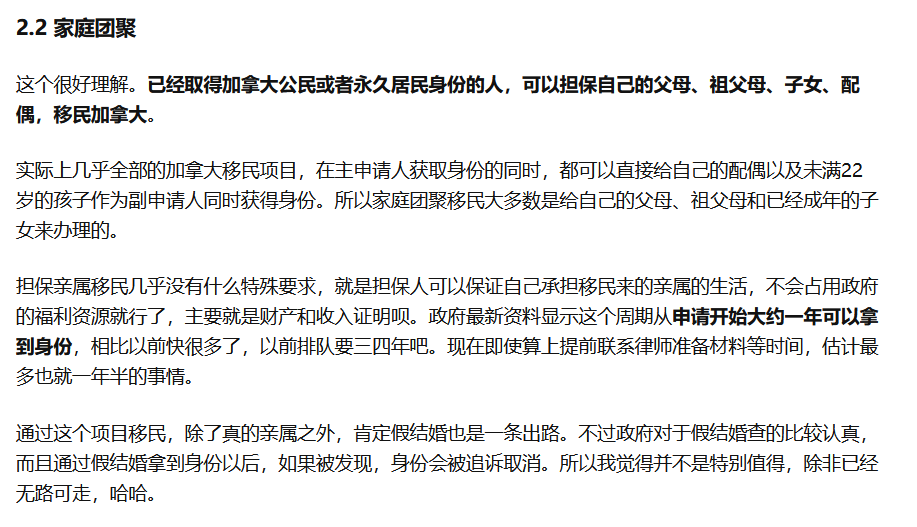 2.2 家庭团聚
这个很好理解。已经取得加拿大公民或者永久居民身份的人，可以担保自己的父母、祖父母、子女、配
偶，移民加拿大。
实际上几乎全部的加拿大移民项目，在主申请人获取身份的同时，都可以直接给自己的配偶以及未满22
岁的孩子作为副申请人同时获得身份。所以家庭团聚移民大多数是给自己的父母、祖父母和已经成年的子
女来办理的。
担保亲属移民几乎没有什么特殊要求，就是担保人可以保证自己承担移民来的亲属的生活，不会占用政府
的福利资源就行了，主要就是财产和收入证明呗。政府最新资料显示这个周期从申请开始大约一年可以拿
到身份，相比以前快很多了，以前排队要三四年吧。现在即使算上提前联系律师准备材料等时间，估计最
多也就一年半的事情。
通过这个项目移民，除了真的亲属之外，肯定假结婚也是一条出路。不过政府对于假结婚查的比较认真，
而且通过假结婚拿到身份以后，如果被发现，身份会被追诉取消。所以我觉得并不是特别值得，除非已经
无路可走，哈哈。